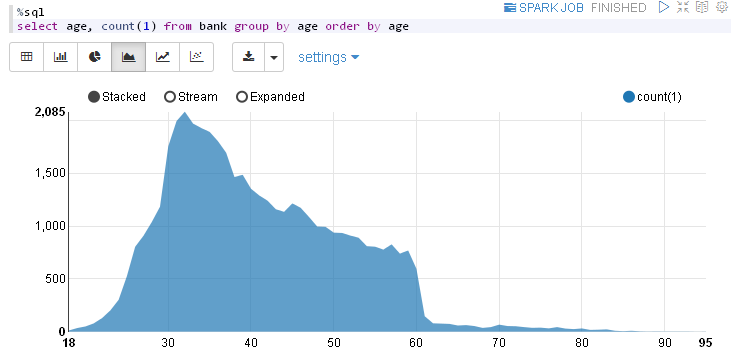 SPARK JOB FINISHED
%sql
select age, count(1) from bank group by age order by age
settings
Stacked Stream Expanded count(1)
2,085
1,500
1,000
500
0
18 30 40 50 60 70 80 90 95